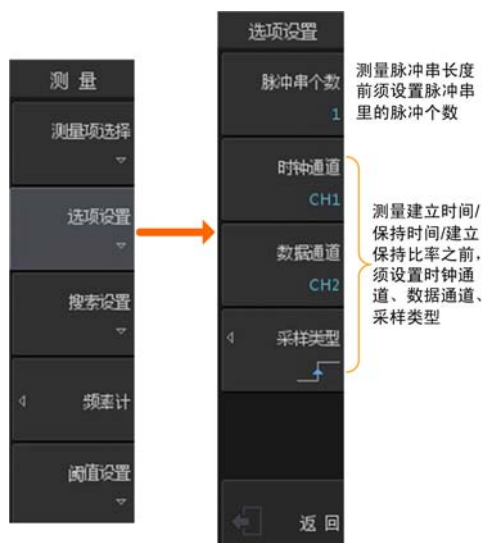 测 量
测量项选择
选项设置
搜索设置
频率计
阈值设置
选项设置
脉冲串个数
1
时钟通道
CH1
数据通道
CH2
采样类型
返 回
测量脉冲串长度
前须设置脉冲串
里的脉冲个数
测量建立时间/
保持时间/建立
保持比率之前，
须设置时钟通
道、数据通道、
采样类型